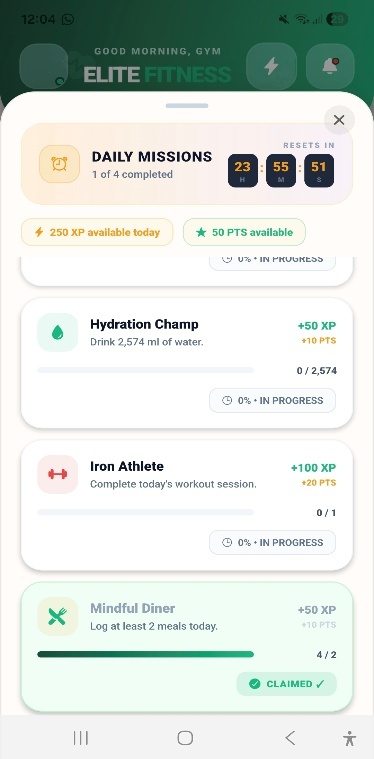 12:04
29
GOOD MORNING, GYM
ELITE FITNESS
DAILY MISSIONS
1 of 4 completed
RESETS IN
23 : 55 : 51
H M S
250 XP available today
50 PTS available
0% • IN PROGRESS
Hydration Champ
+50 XP
Drink 2,574 ml of water.
+10 PTS
0 / 2,574
0% • IN PROGRESS
Iron Athlete
+100 XP
Complete today's workout session.
+20 PTS
0 / 1
0% • IN PROGRESS
Mindful Diner
+50 XP
Log at least 2 meals today.
+10 PTS
4 / 2
CLAIMED ✓